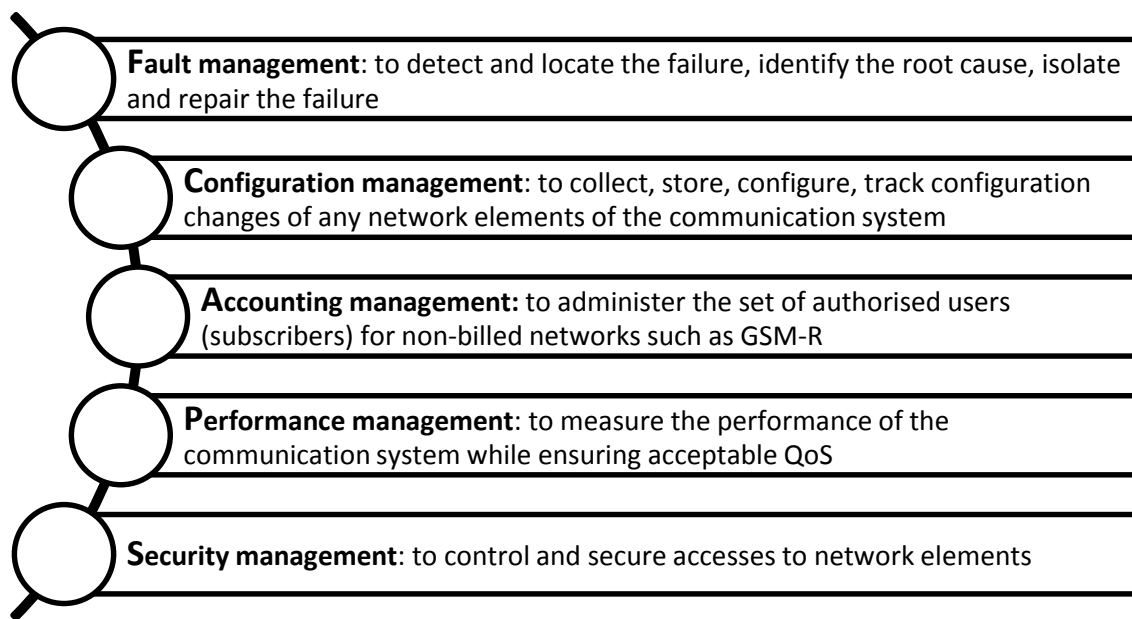 Fault management: to detect and locate the failure, identify the root cause, isolate
and repair the failure
Configuration management: to collect, store, configure, track configuration
changes of any network elements of the communication system
Accounting management: to administer the set of authorised users
(subscribers) for non-billed networks such as GSM-R
Performance management: to measure the performance of the
communication system while ensuring acceptable QoS
Security management: to control and secure accesses to network elements